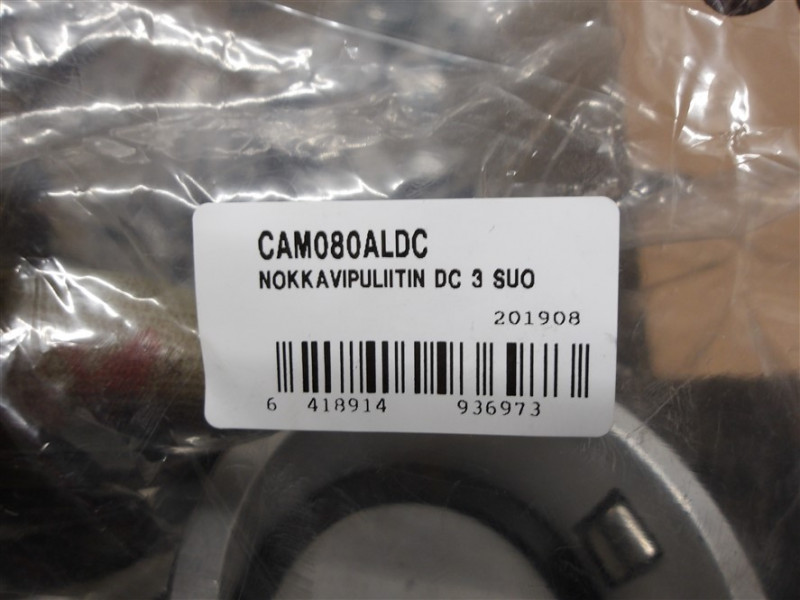 CAM080ALDC
NOKKAVIPULIITIN DC 3 SUO
201908
6 418914 936973